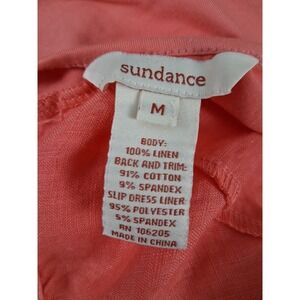 sundance
M
BODY:
100% LINEN
BACK AND TRIM:
91% COTTON
9% SPANDEX
SLIP DRESS LINER
95% POLYESTER
5% SPANDEX
RN 106205
MADE IN CHINA